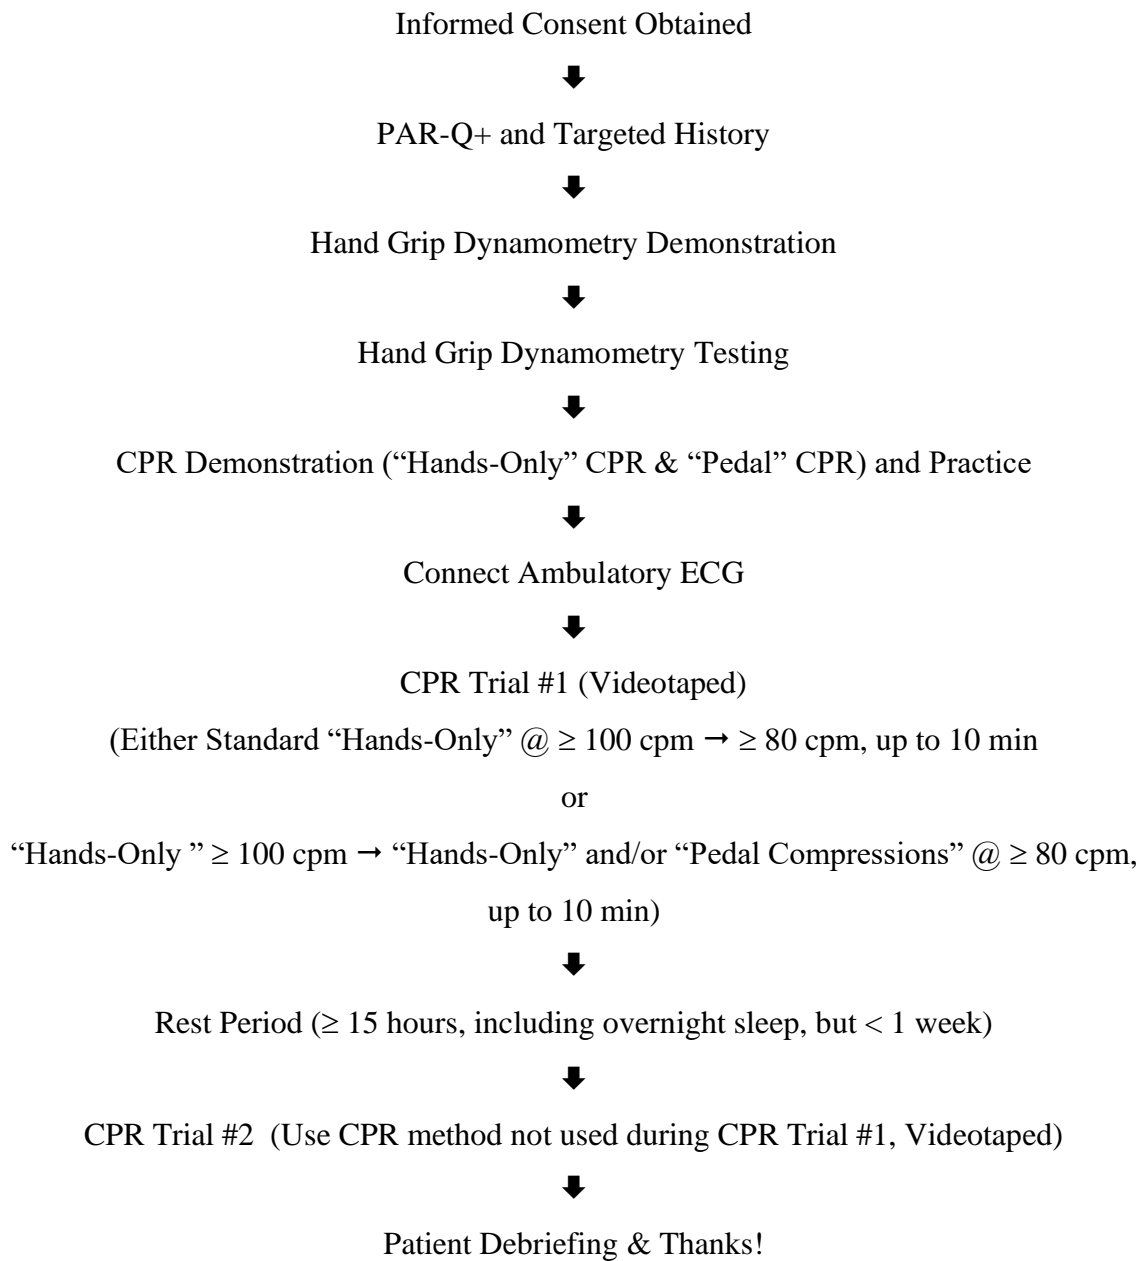 Informed Consent Obtained
🡇
PAR-Q+ and Targeted History
🡇
Hand Grip Dynamometry Demonstration
🡇
Hand Grip Dynamometry Testing
🡇
CPR Demonstration (“Hands-Only” CPR & “Pedal” CPR) and Practice
🡇
Connect Ambulatory ECG
🡇
CPR Trial #1 (Videotaped)
(Either Standard “Hands-Only” @ ≥ 100 cpm → ≥ 80 cpm, up to 10 min
or
“Hands-Only ” ≥ 100 cpm → “Hands-Only” and/or “Pedal Compressions” @ ≥ 80 cpm,
up to 10 min)
🡇
Rest Period (≥ 15 hours, including overnight sleep, but < 1 week)
🡇
CPR Trial #2  (Use CPR method not used during CPR Trial #1, Videotaped)
🡇
Patient Debriefing & Thanks!